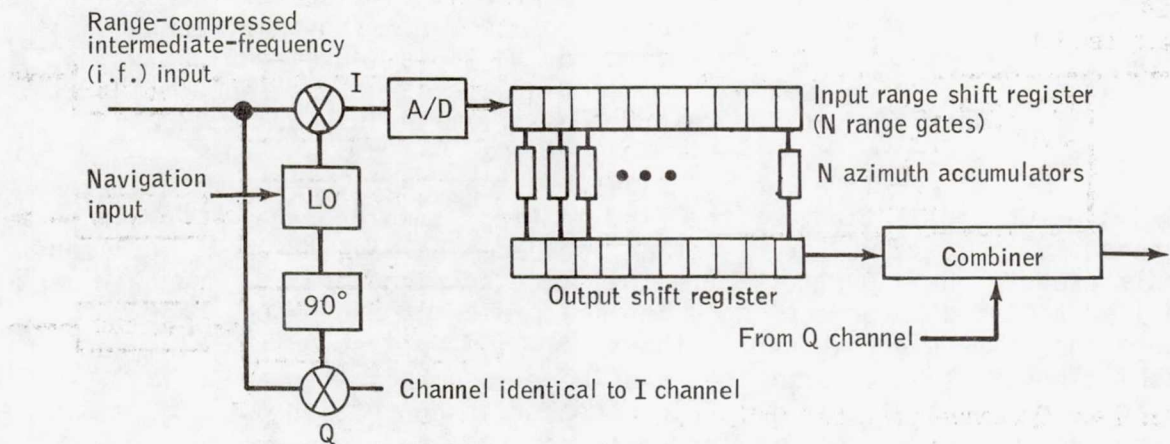 Range-compressed
intermediate-frequency
(i.f.) input
I
A/D
Input range shift register
(N range gates)
N azimuth accumulators
Navigation
input
LO
90°
Output shift register
Combiner
From Q channel
Channel identical to I channel
Q